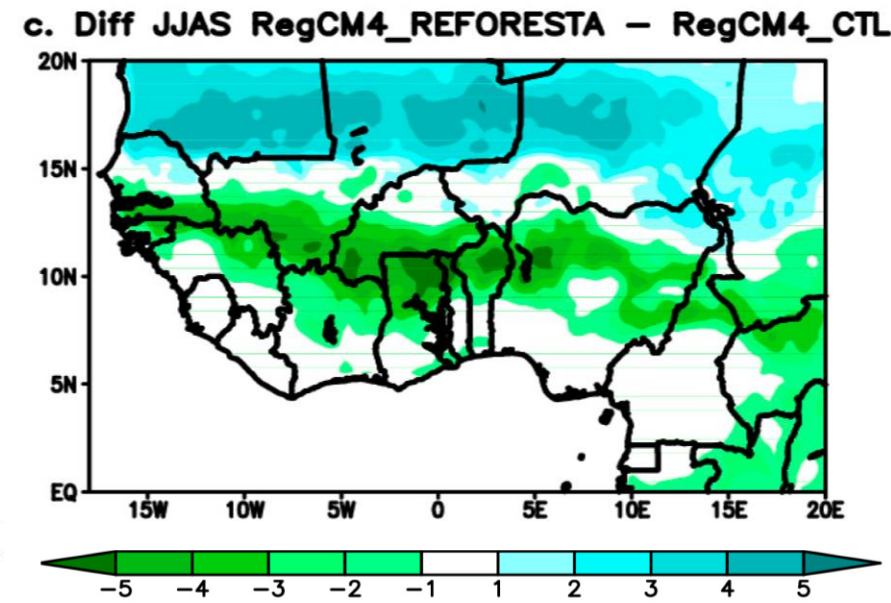 c. Diff JJAS RegCM4_REFORESTA − RegCM4_CTL
20N
15N
10N
5N
EQ
15W 10W 5W 0 5E 10E 15E 20E
−5 −4 −3 −2 −1 1 2 3 4 5